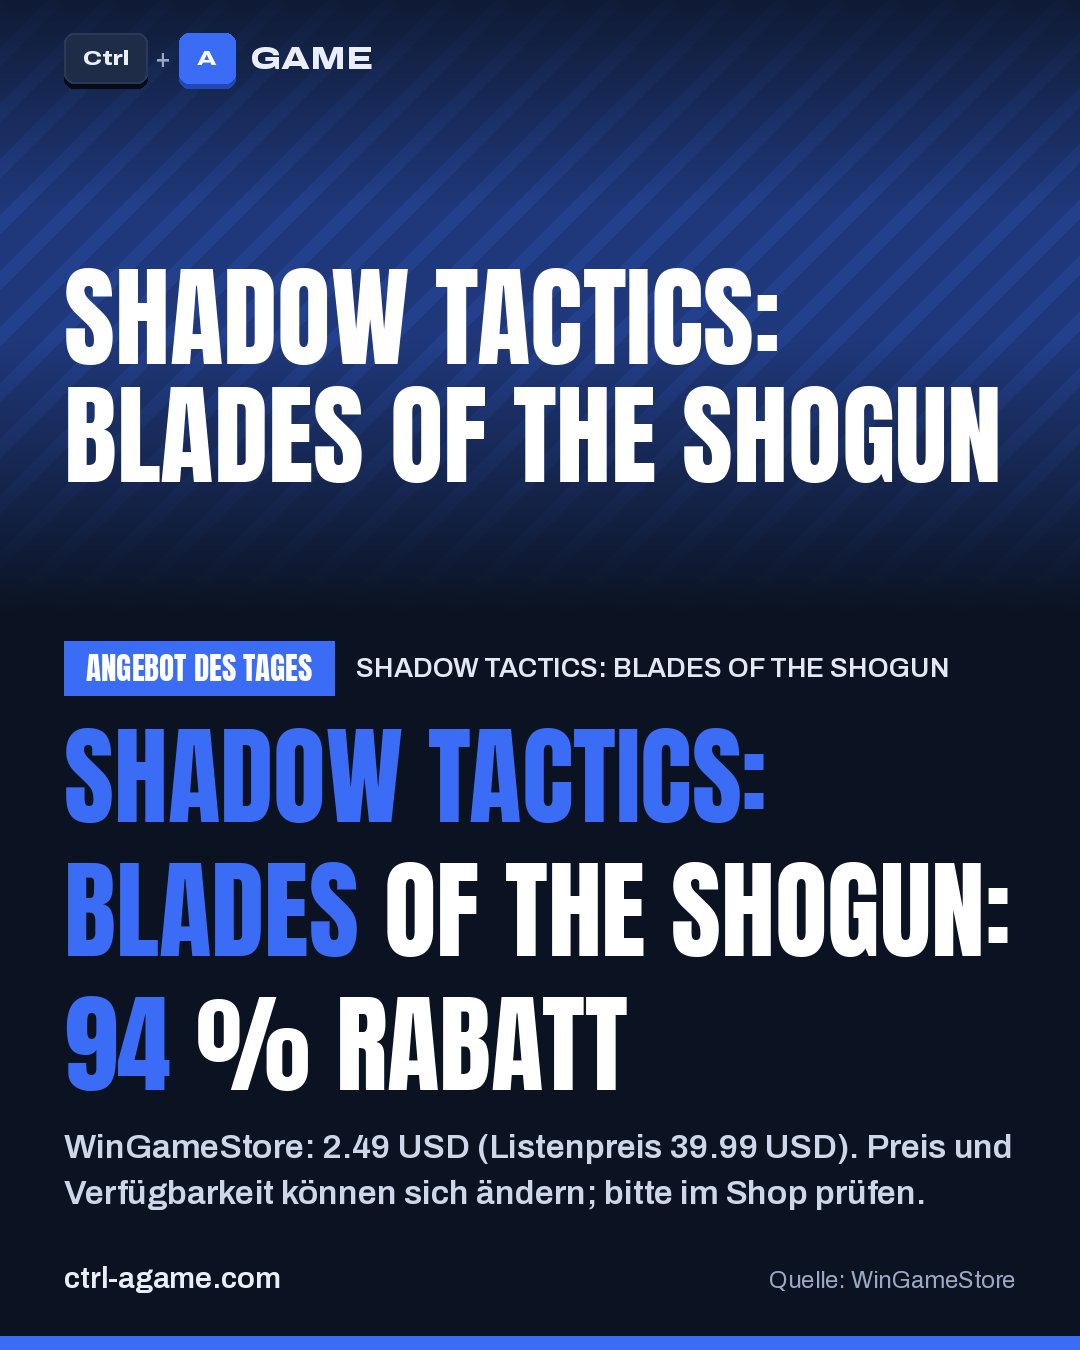 Ctrl + A GAME
SHADOW TACTICS:
BLADES OF THE SHOGUN
ANGEBOT DES TAGES SHADOW TACTICS: BLADES OF THE SHOGUN
SHADOW TACTICS:
BLADES OF THE SHOGUN:
94 % RABATT
WinGameStore: 2.49 USD (Listenpreis 39.99 USD). Preis und
Verfügbarkeit können sich ändern; bitte im Shop prüfen.
ctrl-agame.com Quelle: WinGameStore